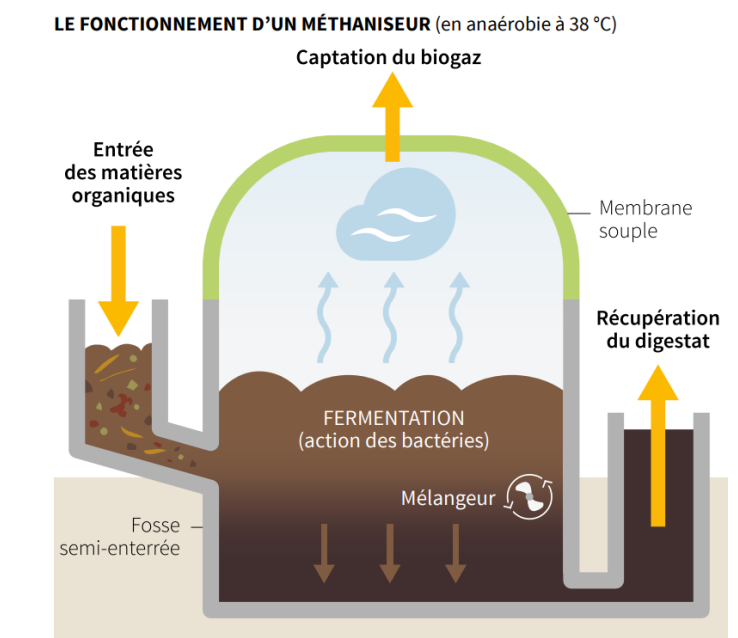 LE FONCTIONEMENT D'UN MÉTHANISEUR (en anaérobie à 38 °C)
Captation du biogaz
Entrée
des matières
organiques
Membrane
souple
Récupération
du digestat
FERMENTATION
(action des bactéries)
Mélangeur
Fosse
semi-enterrée